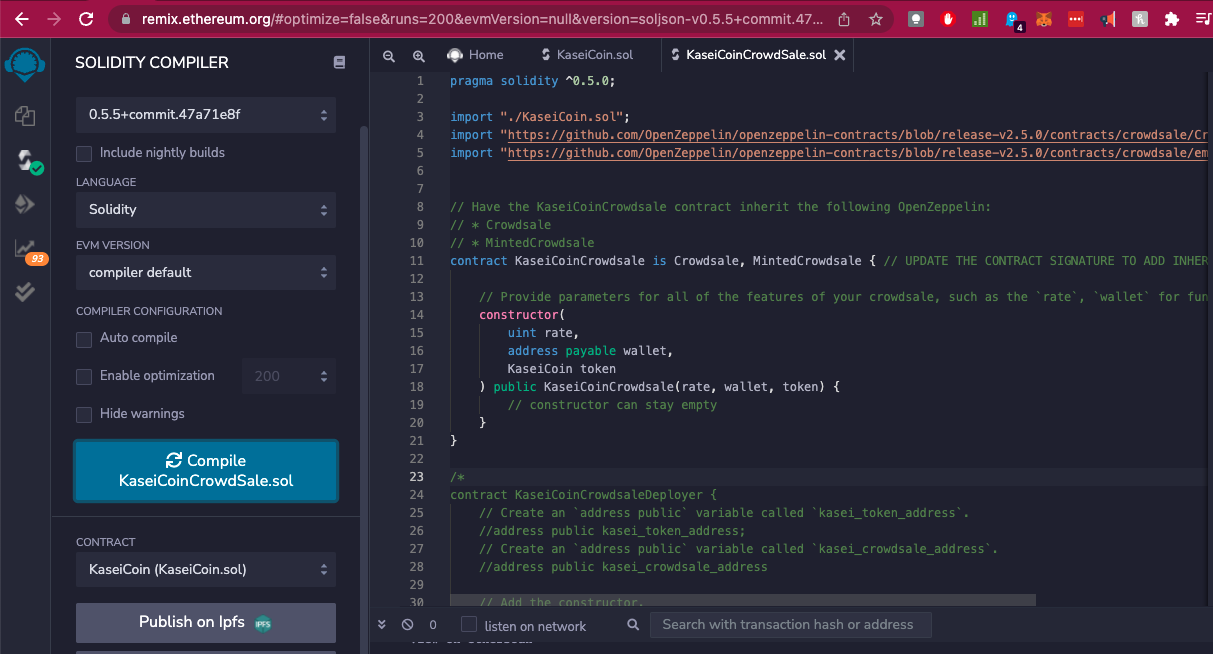 remix.ethereum.org/#optimize=false&runs=200&evmVersion=null&version=soljson-v0.5.5+commit.47...
4
R
SOLIDITY COMPILER
0.5.5+commit.47a71e8f
Include nightly builds
LANGUAGE
Solidity
EVM VERSION
compiler default
COMPILER CONFIGURATION
Auto compile
Enable optimization
200
Hide warnings
Compile
KaseiCoinCrowdSale.sol
CONTRACT
KaseiCoin (KaseiCoin.sol)
Publish on Ipfs
IPFS
93
Home
KaseiCoin.sol
KaseiCoinCrowdSale.sol
1 pragma solidity ^0.5.0;
2
3 import "./KaseiCoin.sol";
4 import "https://github.com/OpenZeppelin/openzeppelin-contracts/blob/release-v2.5.0/contracts/crowdsale/Cr
5 import "https://github.com/OpenZeppelin/openzeppelin-contracts/blob/release-v2.5.0/contracts/crowdsale/em
6
7
8 // Have the KaseiCoinCrowdsale contract inherit the following OpenZeppelin:
9 // * Crowdsale
10 // * MintedCrowdsale
11 contract KaseiCoinCrowdsale is Crowdsale, MintedCrowdsale { // UPDATE THE CONTRACT SIGNATURE TO ADD INHER
12
13 // Provide parameters for all of the features of your crowdsale, such as the `rate`, `wallet` for fun
14 constructor(
15 uint rate,
16 address payable wallet,
17 KaseiCoin token
18 ) public KaseiCoinCrowdsale(rate, wallet, token) {
19 // constructor can stay empty
20 }
21 }
22
23 /*
24 contract KaseiCoinCrowdsaleDeployer {
25 // Create an `address public` variable called `kasei_token_address`.
26 //address public kasei_token_address;
27 // Create an `address public` variable called `kasei_crowdsale_address`.
28 //address public kasei_crowdsale_address
29
30 // Add the constructor.
0
listen on network
Search with transaction hash or address